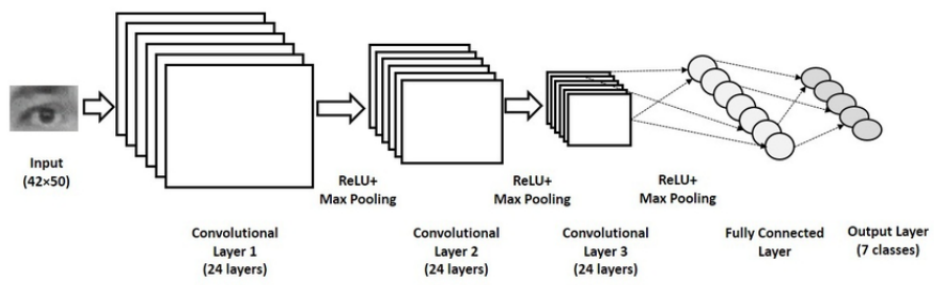 Input
(42×50)
ReLU+
Max Pooling
ReLU+
Max Pooling
ReLU+
Max Pooling
Convolutional
Layer 1
(24 layers)
Convolutional
Layer 2
(24 layers)
Convolutional
Layer 3
(24 layers)
Fully Connected
Layer
Output Layer
(7 classes)